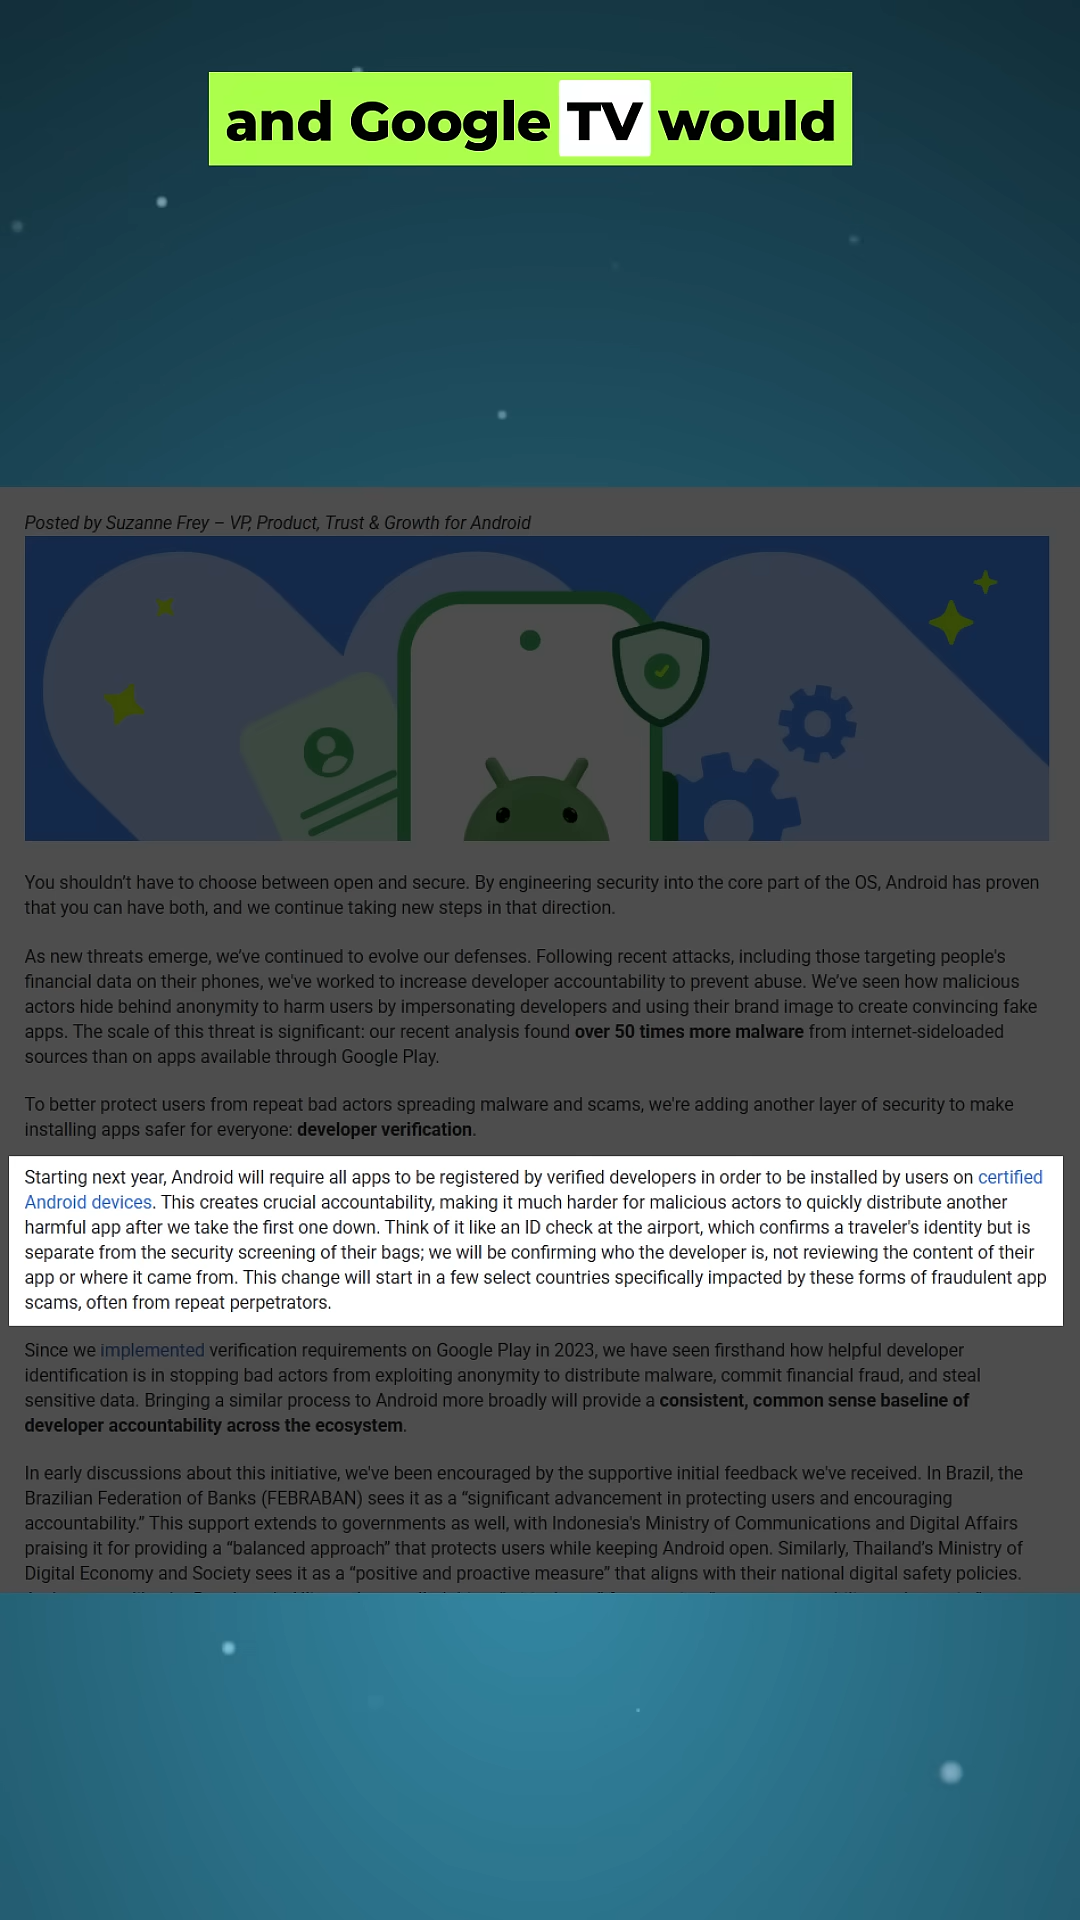 and Google TV would
Posted by Suzanne Frey – VP, Product, Trust & Growth for Android
You shouldn’t have to choose between open and secure. By engineering security into the core part of the OS, Android has proven
that you can have both, and we continue taking new steps in that direction.
As new threats emerge, we’ve continued to evolve our defenses. Following recent attacks, including those targeting people's
financial data on their phones, we've worked to increase developer accountability to prevent abuse. We’ve seen how malicious
actors hide behind anonymity to harm users by impersonating developers and using their brand image to create convincing fake
apps. The scale of this threat is significant: our recent analysis found over 50 times more malware from internet-sideloaded
sources than on apps available through Google Play.
To better protect users from repeat bad actors spreading malware and scams, we're adding another layer of security to make
installing apps safer for everyone: developer verification.
Starting next year, Android will require all apps to be registered by verified developers in order to be installed by users on certified
Android devices. This creates crucial accountability, making it much harder for malicious actors to quickly distribute another
harmful app after we take the first one down. Think of it like an ID check at the airport, which confirms a traveler's identity but is
separate from the security screening of their bags; we will be confirming who the developer is, not reviewing the content of their
app or where it came from. This change will start in a few select countries specifically impacted by these forms of fraudulent app
scams, often from repeat perpetrators.
Since we implemented verification requirements on Google Play in 2023, we have seen firsthand how helpful developer
identification is in stopping bad actors from exploiting anonymity to distribute malware, commit financial fraud, and steal
sensitive data. Bringing a similar process to Android more broadly will provide a consistent, common sense baseline of
developer accountability across the ecosystem.
In early discussions about this initiative, we've been encouraged by the supportive initial feedback we've received. In Brazil, the
Brazilian Federation of Banks (FEBRABAN) sees it as a “significant advancement in protecting users and encouraging
accountability.” This support extends to governments as well, with Indonesia's Ministry of Communications and Digital Affairs
praising it for providing a “balanced approach” that protects users while keeping Android open. Similarly, Thailand’s Ministry of
Digital Economy and Society sees it as a “positive and proactive measure” that aligns with their national digital safety policies.